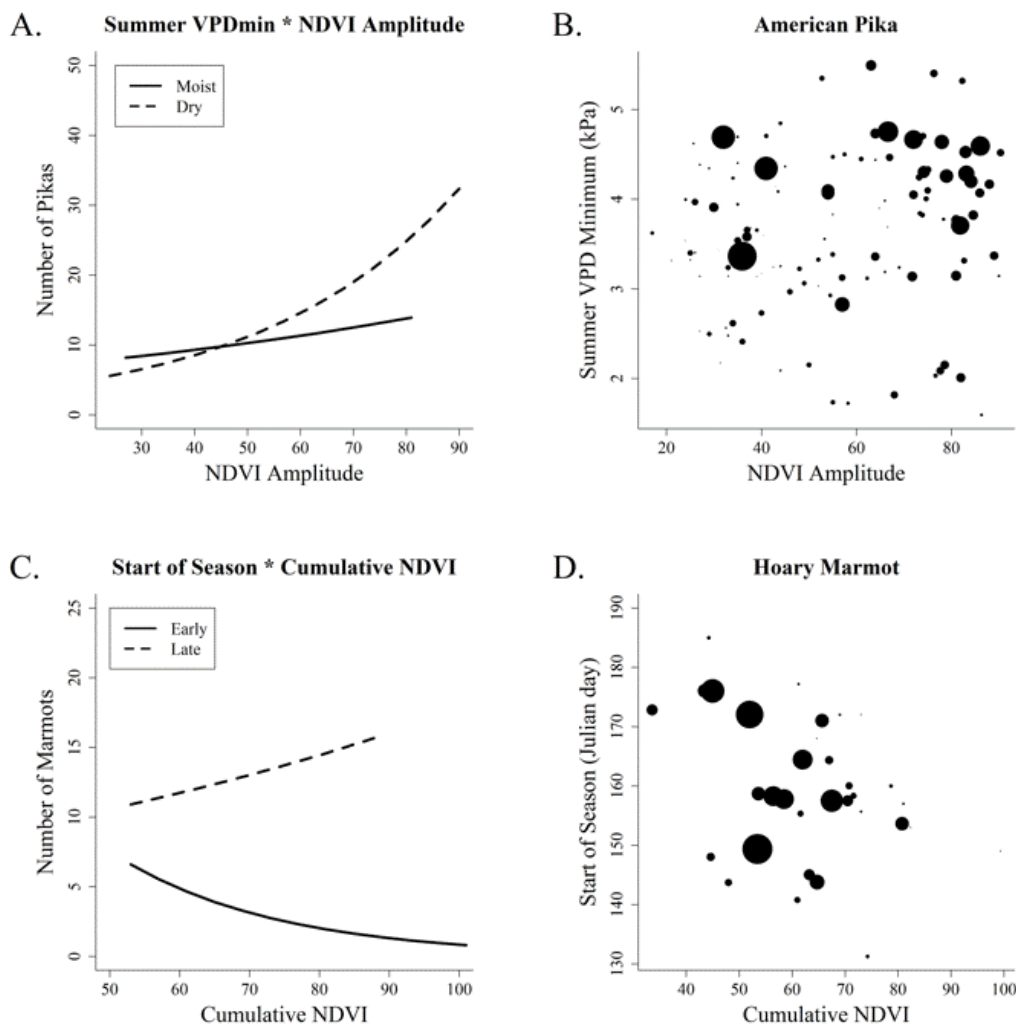 A.
Summer VPDmin * NDVI Amplitude
50
40
30
20
10
0
Number of Pikas
Moist
Dry
30 40 50 60 70 80 90
NDVI Amplitude
B.
American Pika
5
4
3
2
Summer VPD Minimum (kPa)
20 40 60 80
NDVI Amplitude
C.
Start of Season * Cumulative NDVI
25
20
15
10
5
0
Number of Marmots
Early
Late
50 60 70 80 90 100
Cumulative NDVI
D.
Hoary Marmot
190
180
170
160
150
140
130
Start of Season (Julian day)
40 50 60 70 80 90 100
Cumulative NDVI